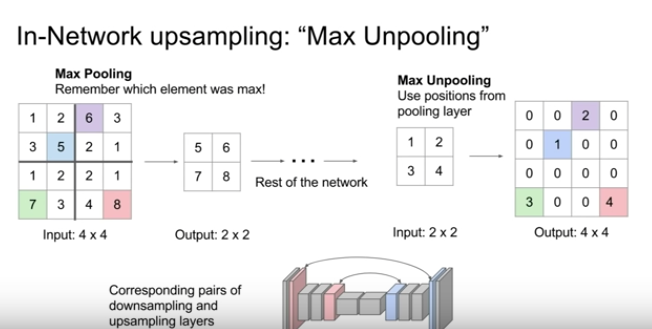 In-Network upsampling: “Max Unpooling”
Max Pooling
Remember which element was max!
1 2 6 3
3 5 2 1
1 2 2 1
7 3 4 8
Input: 4 x 4
5 6
7 8
Output: 2 x 2
...
Rest of the network
Max Unpooling
Use positions from
pooling layer
1 2
3 4
Input: 2 x 2
0 0 2 0
0 1 0 0
0 0 0 0
3 0 0 4
Output: 4 x 4
Corresponding pairs of
downsampling and
upsampling layers